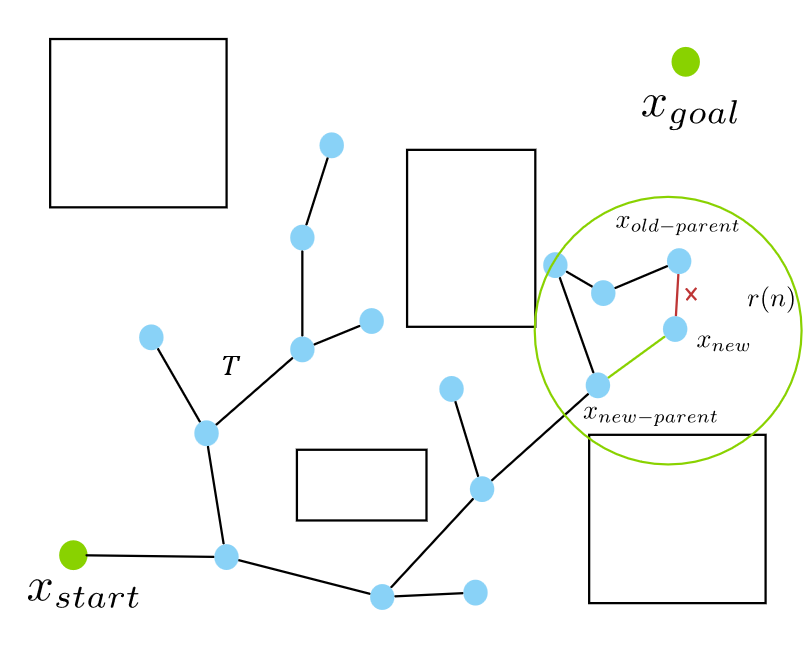 x_goal
x_old−parent
r(n)
x_new
T
x_new−parent
x_start